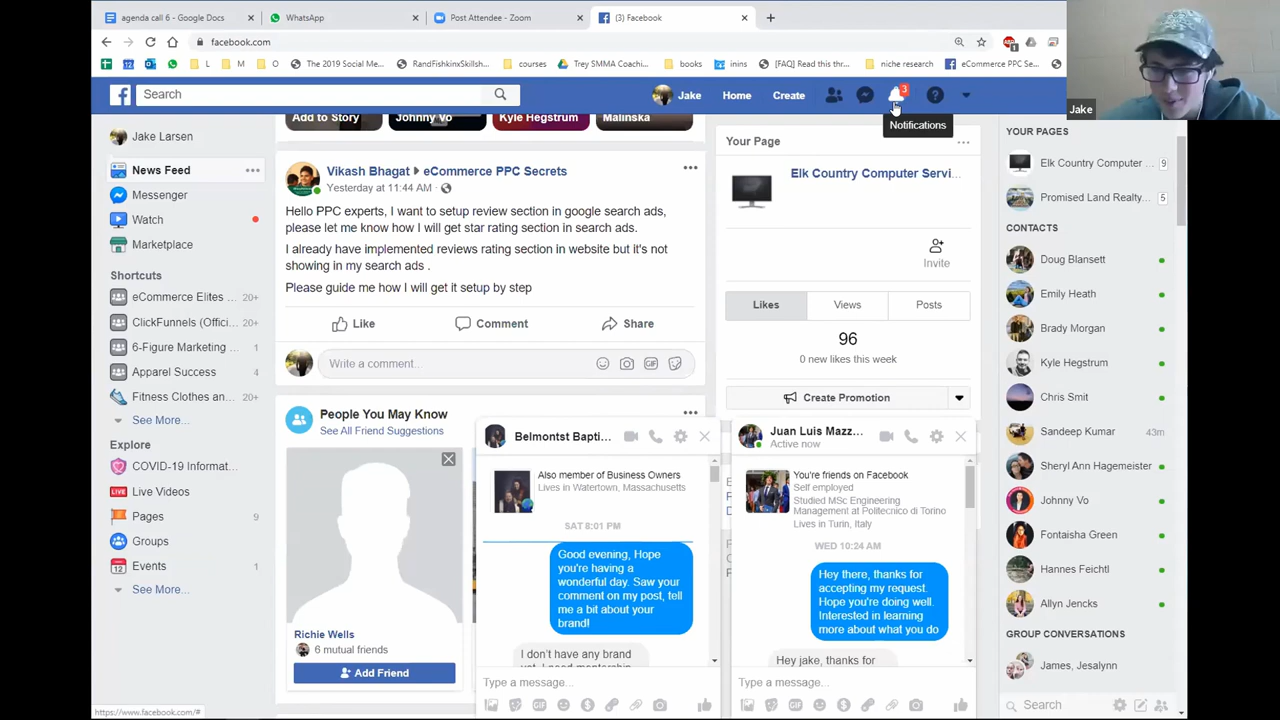 agenda call 6 - Google Docs
WhatsApp
Post Attendee - Zoom
(3) Facebook
facebook.com
L
M
O
The 2019 Social Me...
RandFishkinxSkillsh...
courses
Trey SMMA Coachi...
books
inins
[FAQ] Read this thr...
niche research
eCommerce PPC Se...
Jake
Search
Jake
Home
Create
3
Notifications
Jake Larsen
News Feed
Messenger
Watch
Marketplace
Shortcuts
eCommerce Elites ... 20+
ClickFunnels (Offici... 20+
6-Figure Marketing ... 1
Apparel Success 4
Fitness Clothes an... 20+
See More...
Explore
COVID-19 Informat...
LIVE Live Videos
Pages 9
Groups
12 Events 1
See More...
Add to Story
Johnny Vo
Kyle Hegstrum
Malinska
Vikash Bhagat eCommerce PPC Secrets
Yesterday at 11:44 AM
Hello PPC experts, I want to setup review section in google search ads,
please let me know how I will get star rating section in search ads.
I already have implemented reviews rating section in website but it's not
showing in my search ads .
Please guide me how I will get it setup by step
Like
Comment
Share
Write a comment...
GIF
People You May Know
See All Friend Suggestions
Richie Wells
6 mutual friends
Add Friend
Your Page
Elk Country Computer Servi...
Invite
Likes
Views
Posts
96
0 new likes this week
Create Promotion
Belmontst Bapti...
Also member of Business Owners
Lives in Watertown, Massachusetts
SAT 8:01 PM
Good evening, Hope
you're having a
wonderful day. Saw your
comment on my post, tell
me a bit about your
brand!
I don't have any brand
Type a message...
GIF
Juan Luis Mazz...
Active now
You're friends on Facebook
Self employed
Studied MSc Engineering
Management at Politecnico di Torino
Lives in Turin, Italy
WED 10:24 AM
Hey there, thanks for
accepting my request.
Hope you're doing well.
Interested in learning
more about what you do
Hey jake, thanks for
Type a message...
GIF
YOUR PAGES
Elk Country Computer ... 9
Promised Land Realty... 5
CONTACTS
Doug Blansett
Emily Heath
Brady Morgan
Kyle Hegstrum
Chris Smit
Sandeep Kumar 43m
Sheryl Ann Hagemeister
Johnny Vo
Fontaisha Green
Hannes Feichtl
Allyn Jencks
GROUP CONVERSATIONS
James, Jesalynn
Search
https://www.facebook.com/#